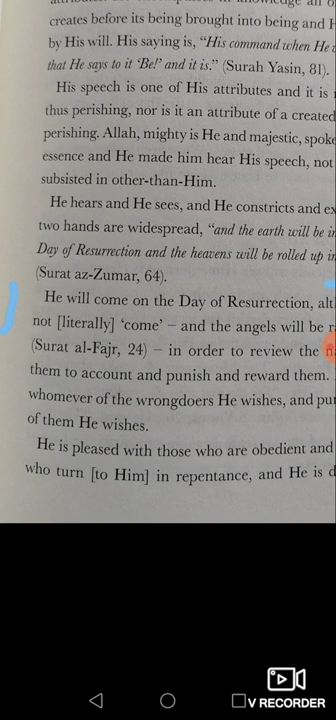 creates before its being brought into being and
by His will. His saying is, “His command when He
that He says to it ‘Be!’ and it is.” (Surah Yasin, 81).
His speech is one of His attributes and it is
thus perishing, nor is it an attribute of a created
perishing. Allah, mighty is He and majestic, spoke
essence and He made him hear His speech, not
subsisted in other-than-Him.
He hears and He sees, and He constricts and
two hands are widespread, “and the earth will be
Day of Resurrection and the heavens will be rolled up
(Surat az-Zumar, 64).
He will come on the Day of Resurrection,
not [literally] ‘come’ – and the angels will be
(Surat al-Fajr, 24) – in order to review the
them to account and punish and reward them.
whomever of the wrongdoers He wishes, and
of them He wishes.
He is pleased with those who are obedient and
who turn [to Him] in repentance, and He is
V RECORDER